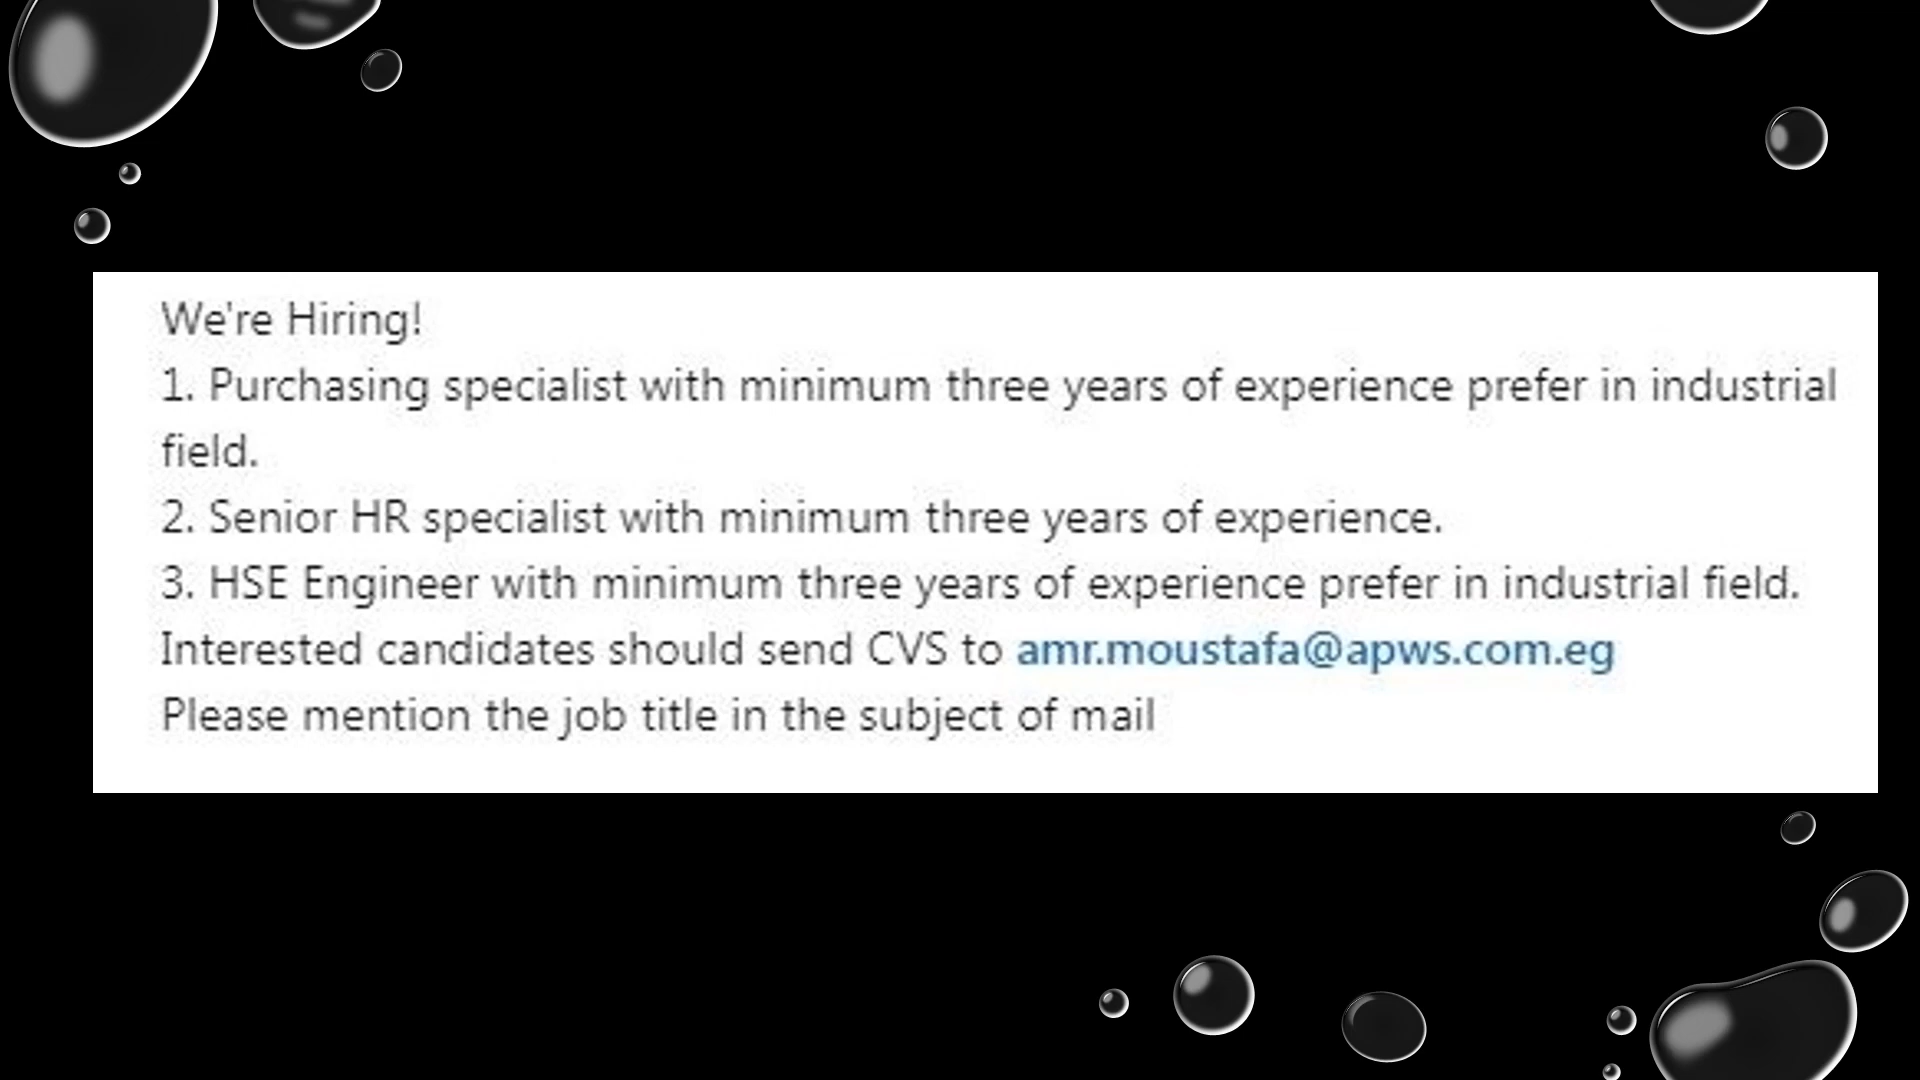 We're Hiring!
1. Purchasing specialist with minimum three years of experience prefer in industrial
field.
2. Senior HR specialist with minimum three years of experience.
3. HSE Engineer with minimum three years of experience prefer in industrial field.
Interested candidates should send CVS to amr.moustafa@apws.com.eg
Please mention the job title in the subject of mail